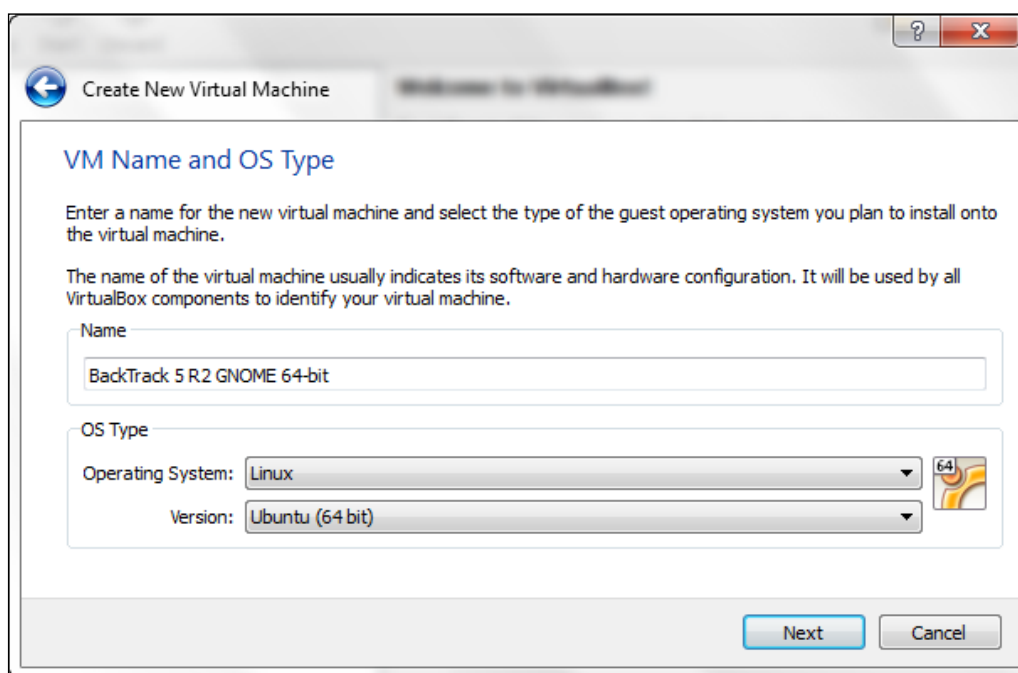 Create New Virtual Machine
Welcome to VirtualBox!
VM Name and OS Type
Enter a name for the new virtual machine and select the type of the guest operating system you plan to install onto
the virtual machine.
The name of the virtual machine usually indicates its software and hardware configuration. It will be used by all
VirtualBox components to identify your virtual machine.
Name
BackTrack 5 R2 GNOME 64-bit
OS Type
Operating System: Linux
64
Version: Ubuntu (64 bit)
Next Cancel